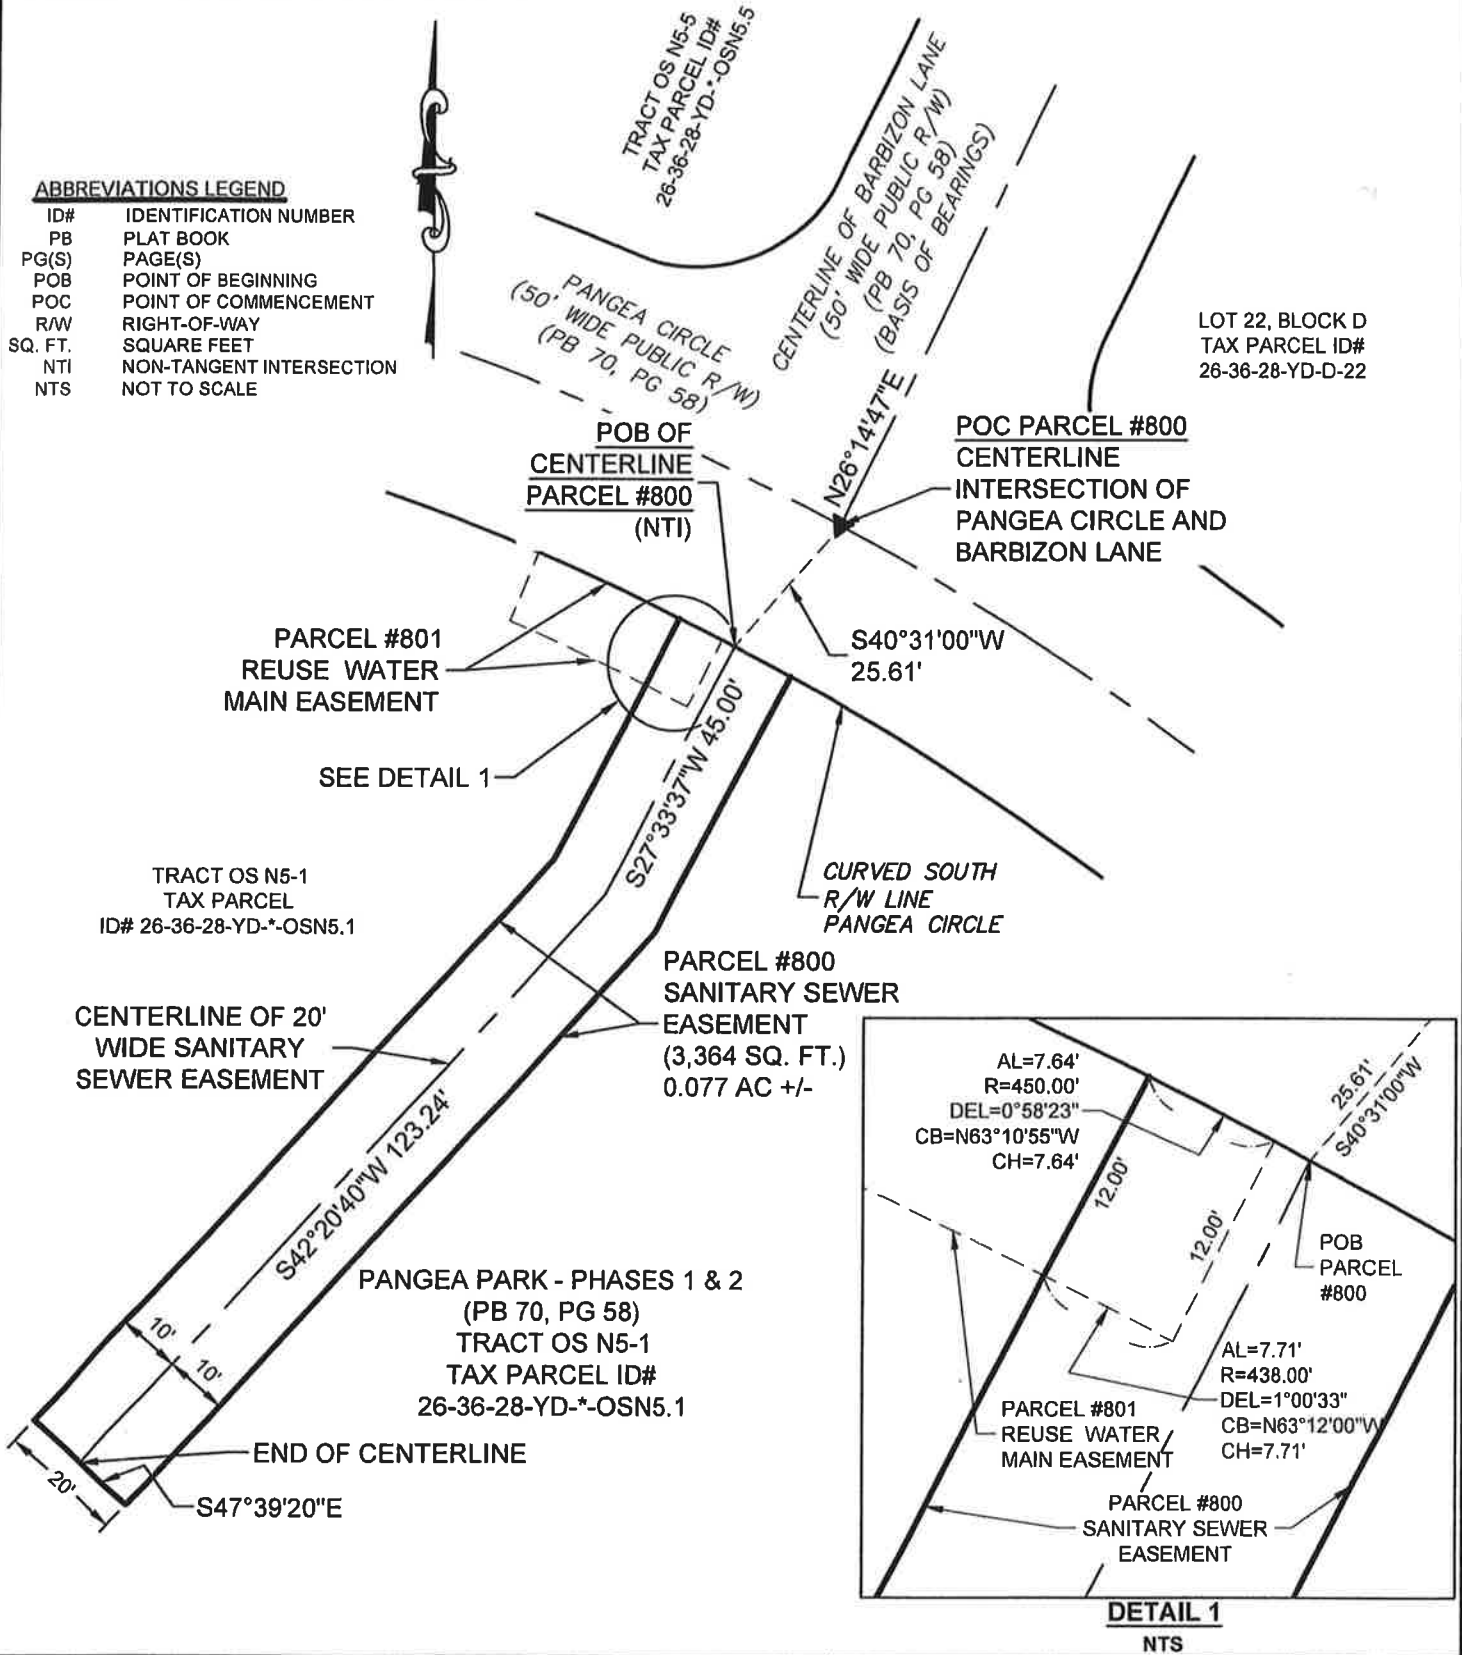 TRACT OS N5-5
TAX PARCEL ID#
26-36-28-YD-*-OSN5.5
CENTERLINE OF BARBIZON LANE
(50' WIDE PUBLIC R/W)
(PB 70, PG 58)
(BASIS OF BEARINGS)
N26°14'47"E
ABBREVIATIONS LEGEND
ID# IDENTIFICATION NUMBER
PB PLAT BOOK
PG(S) PAGE(S)
POB POINT OF BEGINNING
POC POINT OF COMMENCEMENT
R/W RIGHT-OF-WAY
SQ. FT. SQUARE FEET
NTI NON-TANGENT INTERSECTION
NTS NOT TO SCALE
PANGEA CIRCLE
(50' WIDE PUBLIC R/W)
(PB 70, PG 58)
LOT 22, BLOCK D
TAX PARCEL ID#
26-36-28-YD-D-22
POB OF
CENTERLINE
PARCEL #800
(NTI)
POC PARCEL #800
CENTERLINE
INTERSECTION OF
PANGEA CIRCLE AND
BARBIZON LANE
S40°31'00"W
25.61'
PARCEL #801
REUSE WATER
MAIN EASEMENT
SEE DETAIL 1
S27°33'37"W 45.00'
CURVED SOUTH
R/W LINE
PANGEA CIRCLE
TRACT OS N5-1
TAX PARCEL
ID# 26-36-28-YD-*-OSN5.1
PARCEL #800
SANITARY SEWER
EASEMENT
(3,364 SQ. FT.)
0.077 AC +/-
CENTERLINE OF 20'
WIDE SANITARY
SEWER EASEMENT
S42°20'40"W 123.24'
PANGEA PARK - PHASES 1 & 2
(PB 70, PG 58)
TRACT OS N5-1
TAX PARCEL ID#
26-36-28-YD-*-OSN5.1
10'
10'
END OF CENTERLINE
20'
S47°39'20"E
AL=7.64'
R=450.00'
DEL=0°58'23"
CB=N63°10'55"W
CH=7.64'
25.61'
S40°31'00"W
12.00'
12.00'
POB
PARCEL
#800
AL=7.71'
R=438.00'
DEL=1°00'33"
CB=N63°12'00"W
CH=7.71'
PARCEL #801
REUSE WATER
MAIN EASEMENT
PARCEL #800
SANITARY SEWER
EASEMENT
DETAIL 1
NTS